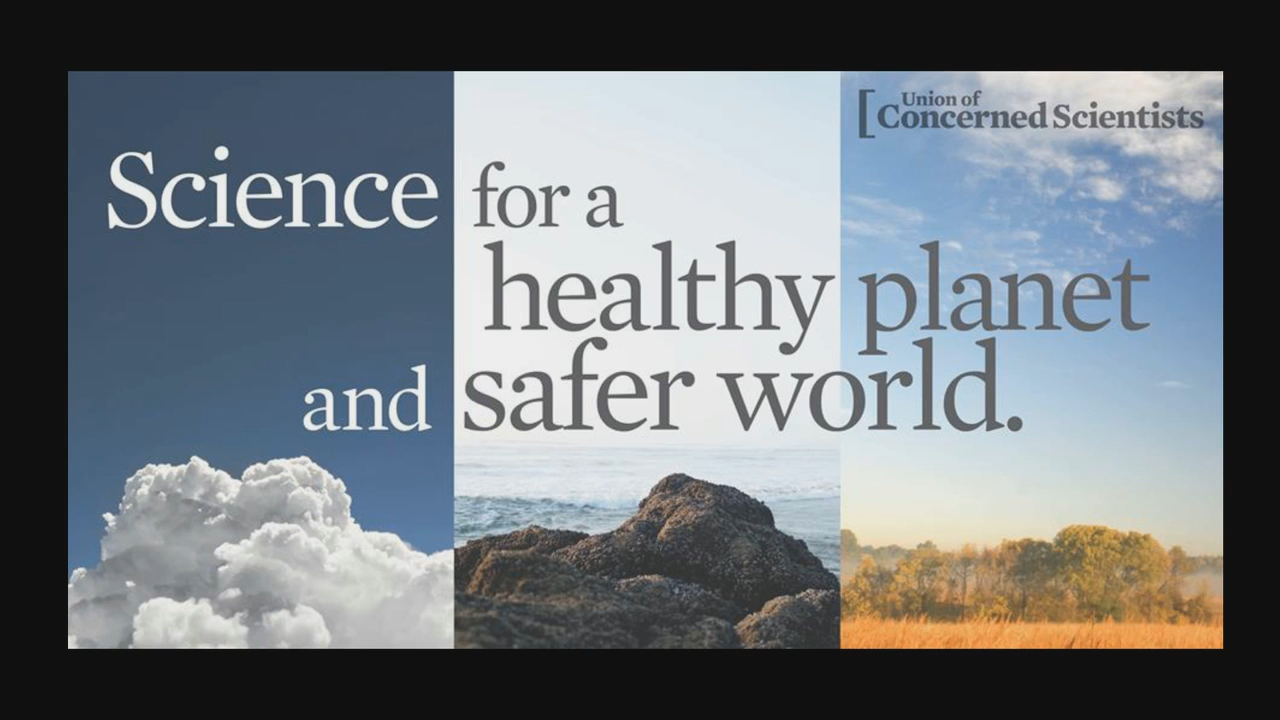 Union of
Concerned Scientists
Science for a
healthy planet
and safer world.